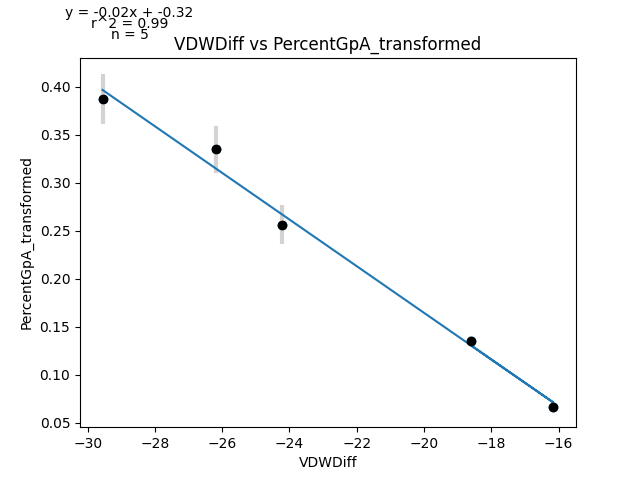 y = -0.02x + -0.32
r^2 = 0.99
n = 5
VDWDiff vs PercentGpA_transformed
0.40
0.35
0.30
0.25
0.20
0.15
0.10
0.05
PercentGpA_transformed
−30 −28 −26 −24 −22 −20 −18 −16
VDWDiff